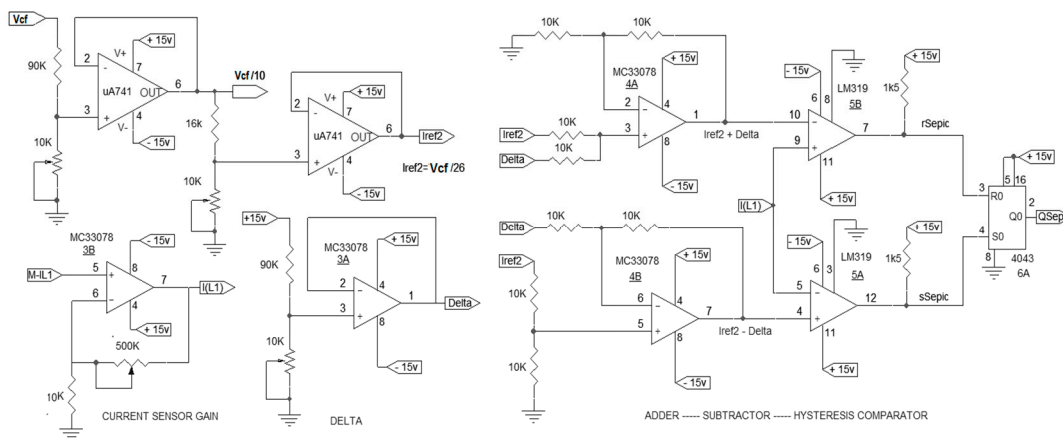 Vcf
90K
10K
2
3
-
+
V+
+ 15v
7
uA741
OUT
6
4
V-
- 15v
Vcf /10
16k
10K
2
3
-
+
V+
+ 15v
7
uA741
OUT
6
4
V-
- 15v
Iref2
Iref2= Vcf /26
MC33078
3B
M-IL1
5
6
+
-
- 15v
8
7
4
+ 15v
I(L1)
500K
10K
CURRENT SENSOR GAIN
+15v
90K
10K
MC33078
3A
2
3
-
+
+ 15v
4
1
8
- 15v
Delta
DELTA
10K
10K
MC33078
4A
+ 15v
4
2
3
-
+
1
8
- 15v
Iref2
10K
Delta
10K
Iref2 + Delta
- 15v
6
8
LM319
5B
10
9
-
+
7
11
+ 15v
+ 15v
1k5
rSepic
I(L1)
Delta
10K
10K
MC33078
4B
+ 15v
4
6
5
-
+
7
8
- 15v
Iref2
10K
10K
Iref2 - Delta
- 15v
6
3
LM319
5A
5
4
-
+
12
11
+ 15v
+ 15v
1k5
sSepic
+ 15v
5 16
3
R0
4
S0
Q0
2
QSep
8
4043
6A
ADDER ----- SUBTRACTOR ----- HYSTERESIS COMPARATOR